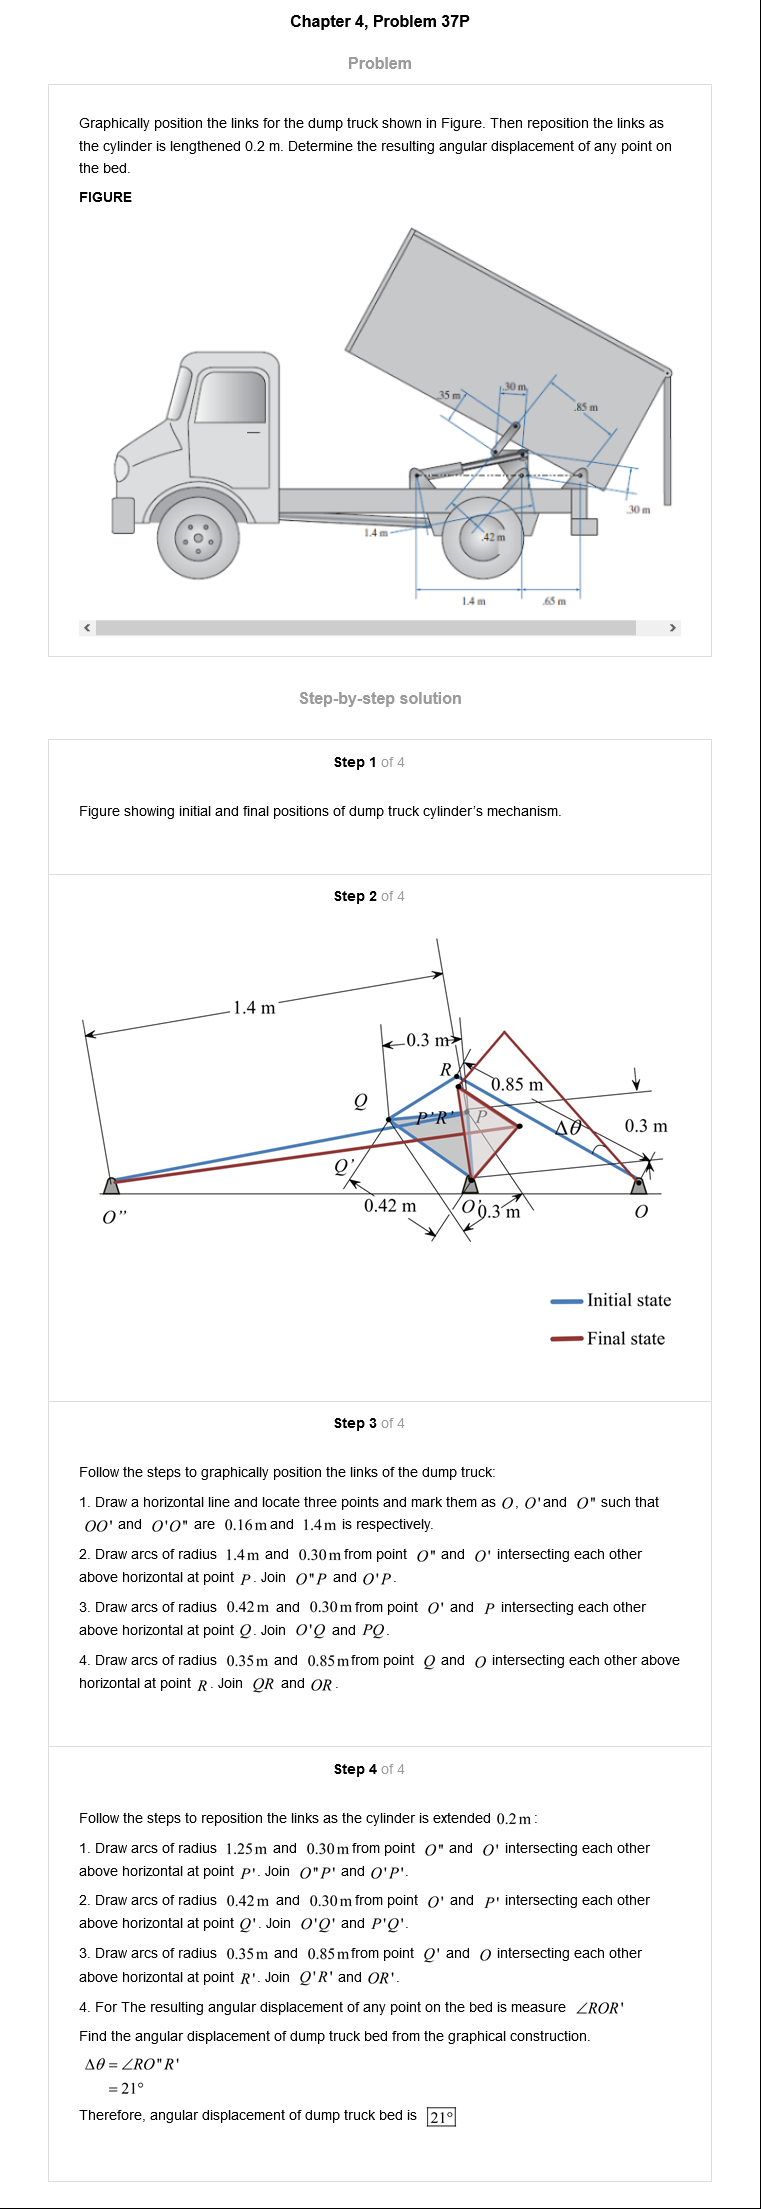 Chapter 4, Problem 37P
Problem
Graphically position the links for the dump truck shown in Figure. Then reposition the links as
the cylinder is lengthened 0.2 m. Determine the resulting angular displacement of any point on
the bed.
FIGURE
.35 m
.30 m
.85 m
.30 m
1.4 m
.42 m
1.4 m
.65 m
Step-by-step solution
Step 1 of 4
Figure showing initial and final positions of dump truck cylinder's mechanism.
Step 2 of 4
1.4 m
0.3 m
R
0.85 m
Q
P'R'
P
Δθ
0.3 m
Q'
0.42 m
O'
0.3 m
O"
O
Initial state
Final state
Step 3 of 4
Follow the steps to graphically position the links of the dump truck:
1. Draw a horizontal line and locate three points and mark them as O, O' and O" such that
OO' and O'O" are 0.16 m and 1.4 m is respectively.
2. Draw arcs of radius 1.4 m and 0.30 m from point O" and O' intersecting each other
above horizontal at point P. Join O"P and O'P.
3. Draw arcs of radius 0.42 m and 0.30 m from point O' and P intersecting each other
above horizontal at point Q. Join O'Q and PQ.
4. Draw arcs of radius 0.35 m and 0.85 m from point Q and O intersecting each other above
horizontal at point R. Join QR and OR.
Step 4 of 4
Follow the steps to reposition the links as the cylinder is extended 0.2 m:
1. Draw arcs of radius 1.25 m and 0.30 m from point O" and O' intersecting each other
above horizontal at point P'. Join O"P' and O'P'.
2. Draw arcs of radius 0.42 m and 0.30 m from point O' and P' intersecting each other
above horizontal at point Q'. Join O'Q' and P'Q'.
3. Draw arcs of radius 0.35 m and 0.85 m from point Q' and O intersecting each other
above horizontal at point R'. Join Q'R' and OR'.
4. For The resulting angular displacement of any point on the bed is measure ∠ROR'
Find the angular displacement of dump truck bed from the graphical construction.
Δθ = ∠RO"R'
= 21°
Therefore, angular displacement of dump truck bed is 21°